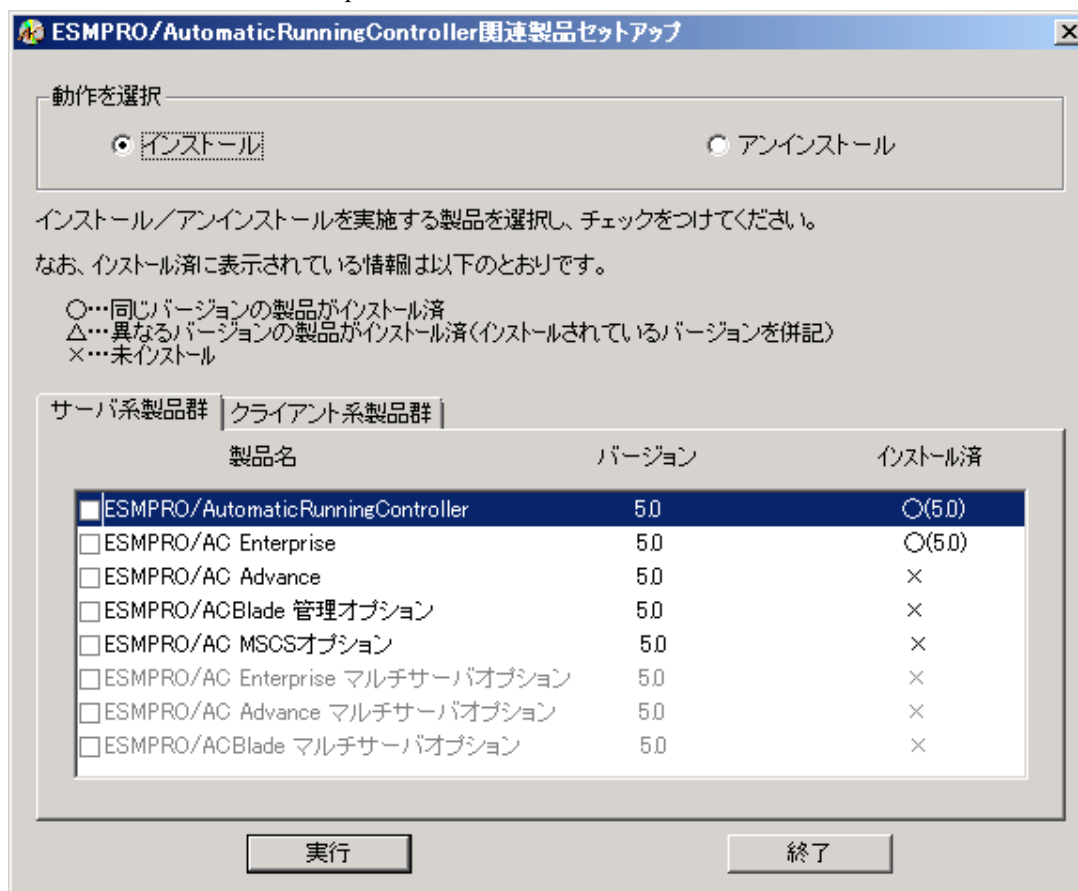 ESMPRO/AutomaticRunningController関連製品セットアップ
動作を選択
インストール
アンインストール
インストール／アンインストールを実施する製品を選択し、チェックをつけてください。
なお、インストール済に表示されている情報は以下のとおりです。
○…同じバージョンの製品がインストール済
△…異なるバージョンの製品がインストール済(インストールされているバージョンを併記)
×…未インストール
サーバ系製品群 クライアント系製品群
製品名 バージョン インストール済
ESMPRO/AutomaticRunningController 5.0 ○(5.0)
ESMPRO/AC Enterprise 5.0 ○(5.0)
ESMPRO/AC Advance 5.0 ×
ESMPRO/ACBlade 管理オプション 5.0 ×
ESMPRO/AC MSCSオプション 5.0 ×
ESMPRO/AC Enterprise マルチサーバオプション 5.0 ×
ESMPRO/AC Advance マルチサーバオプション 5.0 ×
ESMPRO/ACBlade マルチサーバオプション 5.0 ×
実行 終了